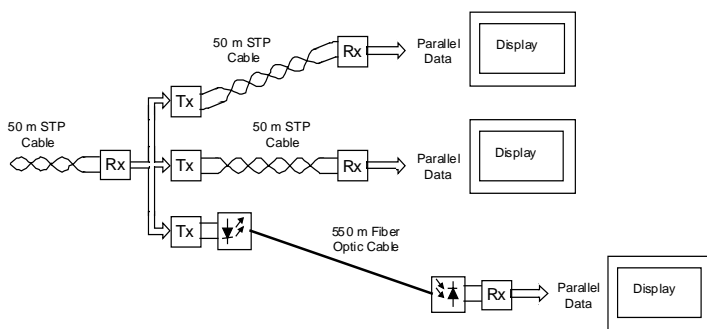 50 m STP
Cable
Rx
Parallel
Data
Display
Tx
50 m STP
Cable
Rx
50 m STP
Cable
Tx
Rx
Parallel
Data
Display
Tx
550 m Fiber
Optic Cable
Rx
Parallel
Data
Display